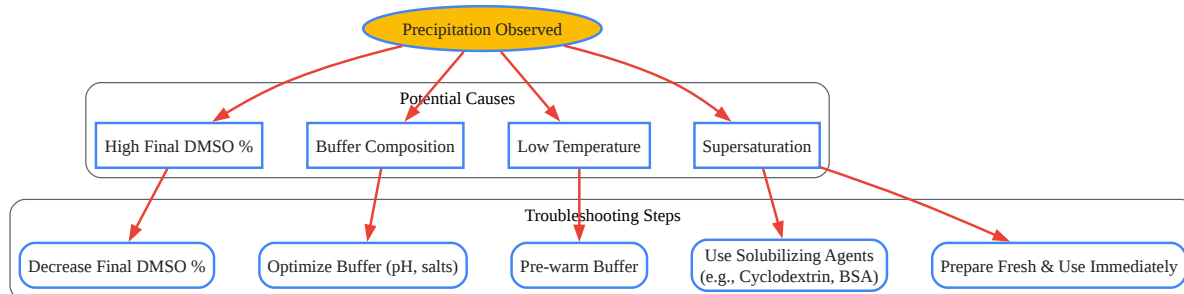 Precipitation Observed
Potential Causes
High Final DMSO %
Buffer Composition
Low Temperature
Supersaturation
Troubleshooting Steps
Decrease Final DMSO %
Optimize Buffer (pH, salts)
Pre-warm Buffer
Use Solubilizing Agents
(e.g., Cyclodextrin, BSA)
Prepare Fresh & Use Immediately